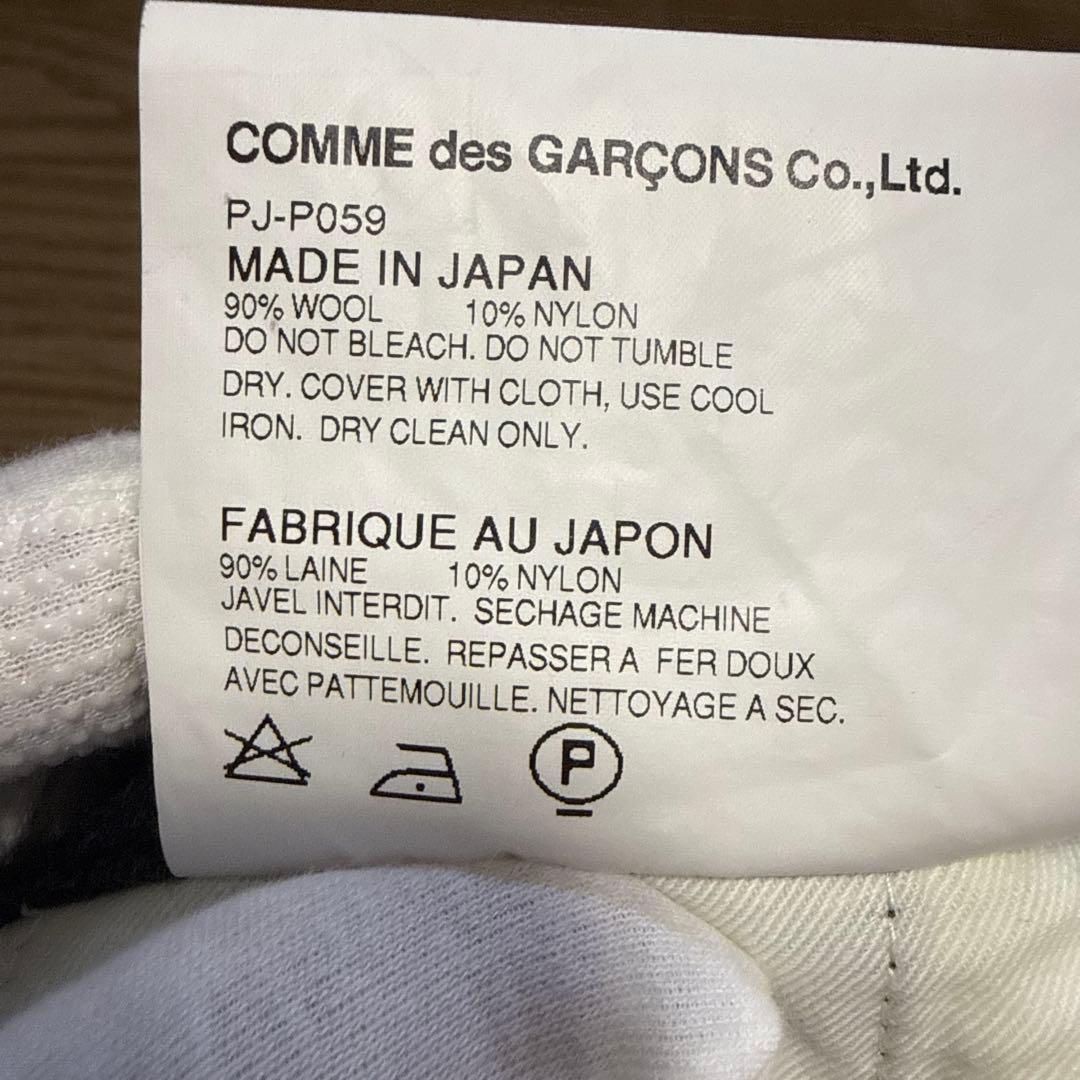 COMME des GARÇONS Co.,Ltd.
PJ-P059
MADE IN JAPAN
90% WOOL 10% NYLON
DO NOT BLEACH. DO NOT TUMBLE
DRY. COVER WITH CLOTH, USE COOL
IRON. DRY CLEAN ONLY.
FABRIQUE AU JAPON
90% LAINE 10% NYLON
JAVEL INTERDIT. SECHAGE MACHINE
DECONSEILLE. REPASSER A FER DOUX
AVEC PATTEMOUILLE. NETTOYAGE A SEC.
P